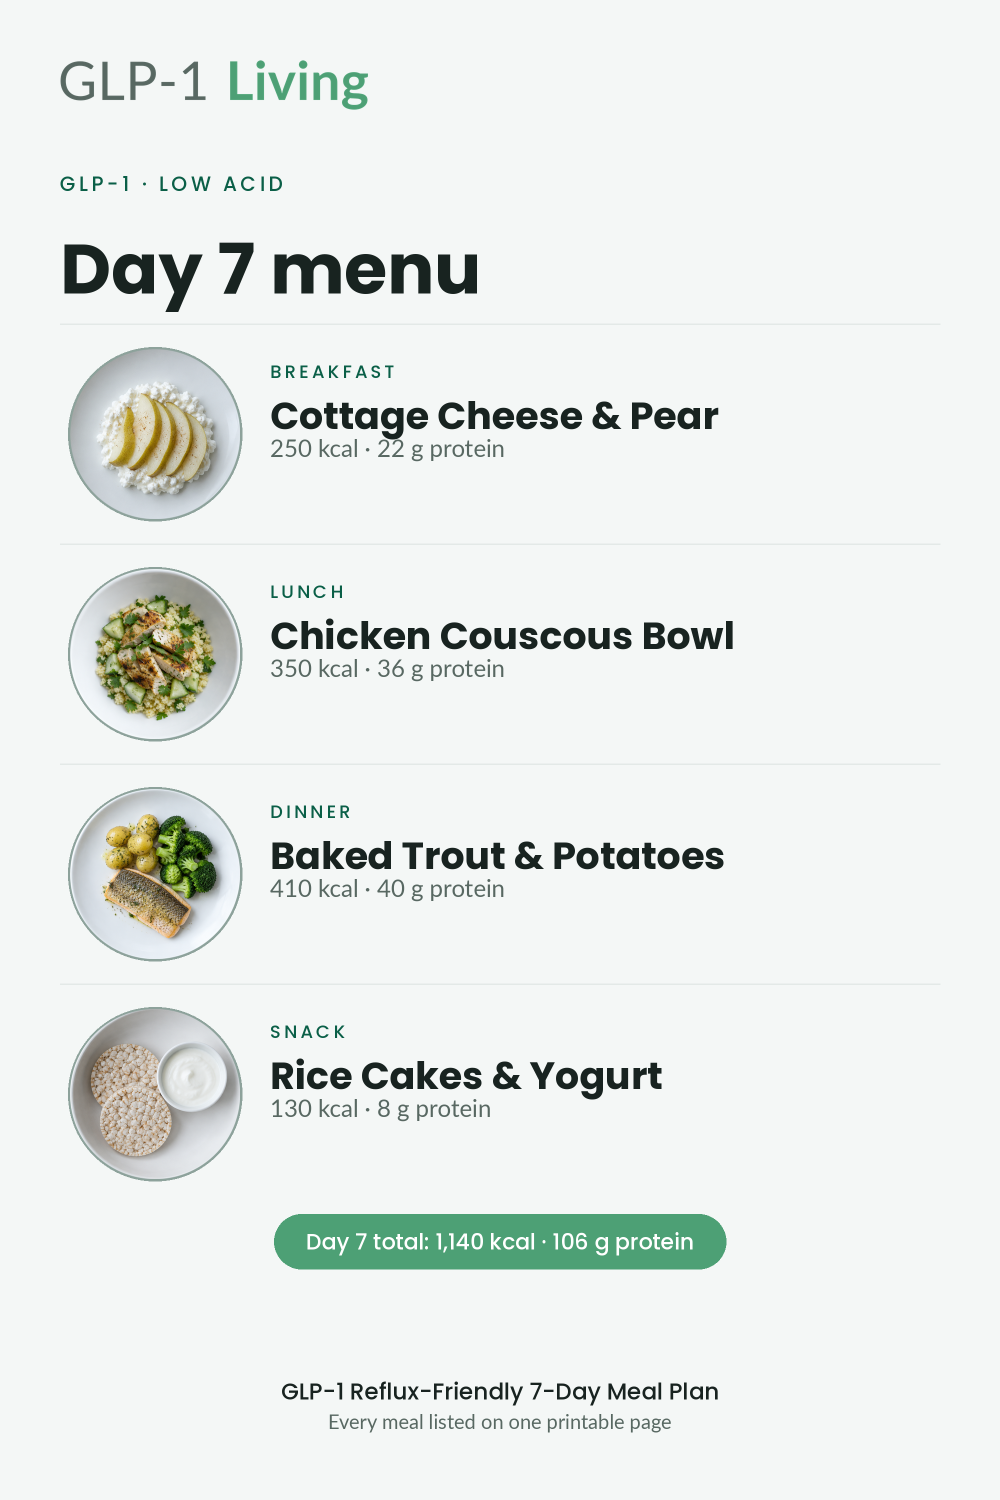 GLP-1 Living
GLP-1 · LOW ACID
Day 7 menu
BREAKFAST
Cottage Cheese & Pear
250 kcal · 22 g protein
LUNCH
Chicken Couscous Bowl
350 kcal · 36 g protein
DINNER
Baked Trout & Potatoes
410 kcal · 40 g protein
SNACK
Rice Cakes & Yogurt
130 kcal · 8 g protein
Day 7 total: 1,140 kcal · 106 g protein
GLP-1 Reflux-Friendly 7-Day Meal Plan
Every meal listed on one printable page